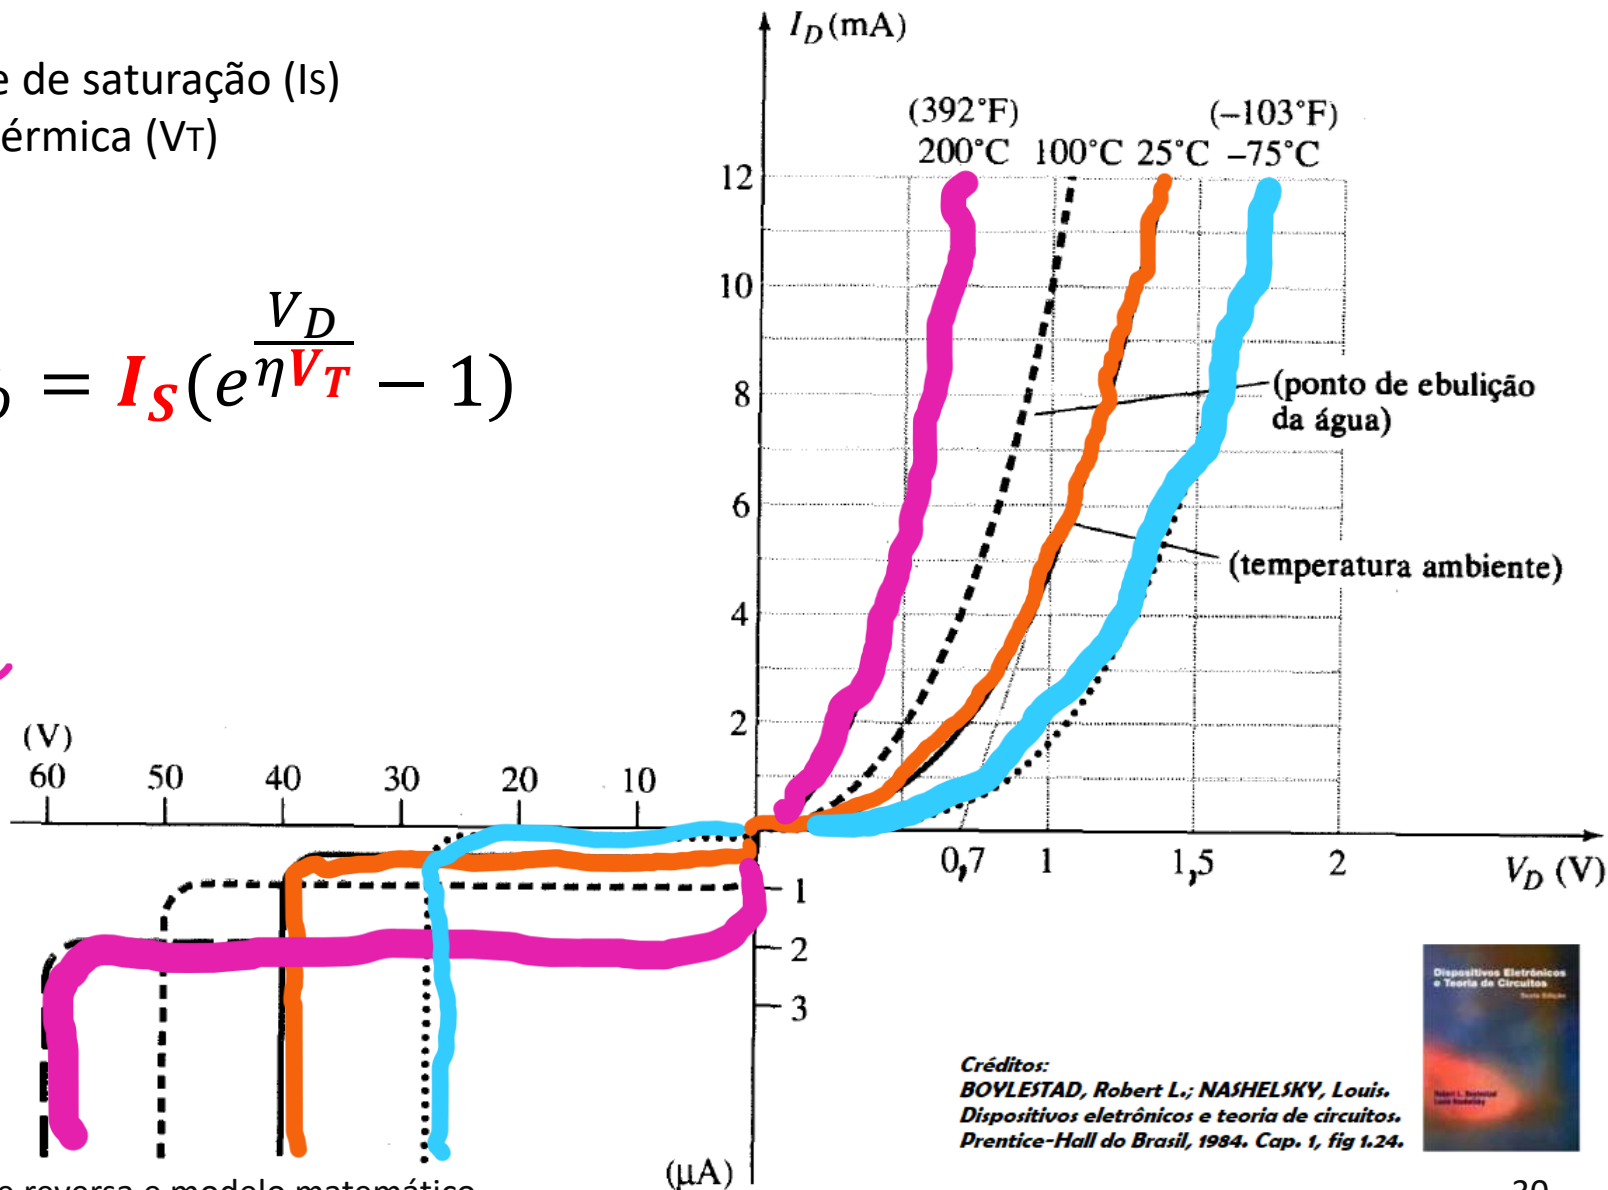 e de saturação (Is)
érmica (VT)
= IS(e^(VD/ηVT) − 1)
ID(mA)
(392°F)
(–103°F)
200°C 100°C 25°C –75°C
12
10
8
6
4
2
(ponto de ebulição
da água)
(temperatura ambiente)
(V)
60 50 40 30 20 10
0,7 1 1,5 2
VD (V)
1
2
3
(μA)
Dispositivos Eletrônicos
e Teoria de Circuitos
Créditos:
BOYLESTAD, Robert L.; NASHELSKY, Louis.
Dispositivos eletrônicos e teoria de circuitos.
Prentice-Hall do Brasil, 1984. Cap. 1, fig 1.24.